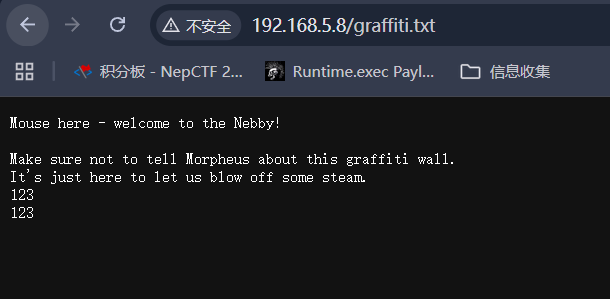 不安全
192.168.5.8/graffiti.txt
积分板 - NepCTF 2...
Runtime.exec Payl...
信息收集
Mouse here - welcome to the Nebby!
Make sure not to tell Morpheus about this graffiti wall.
It's just here to let us blow off some steam.
123
123